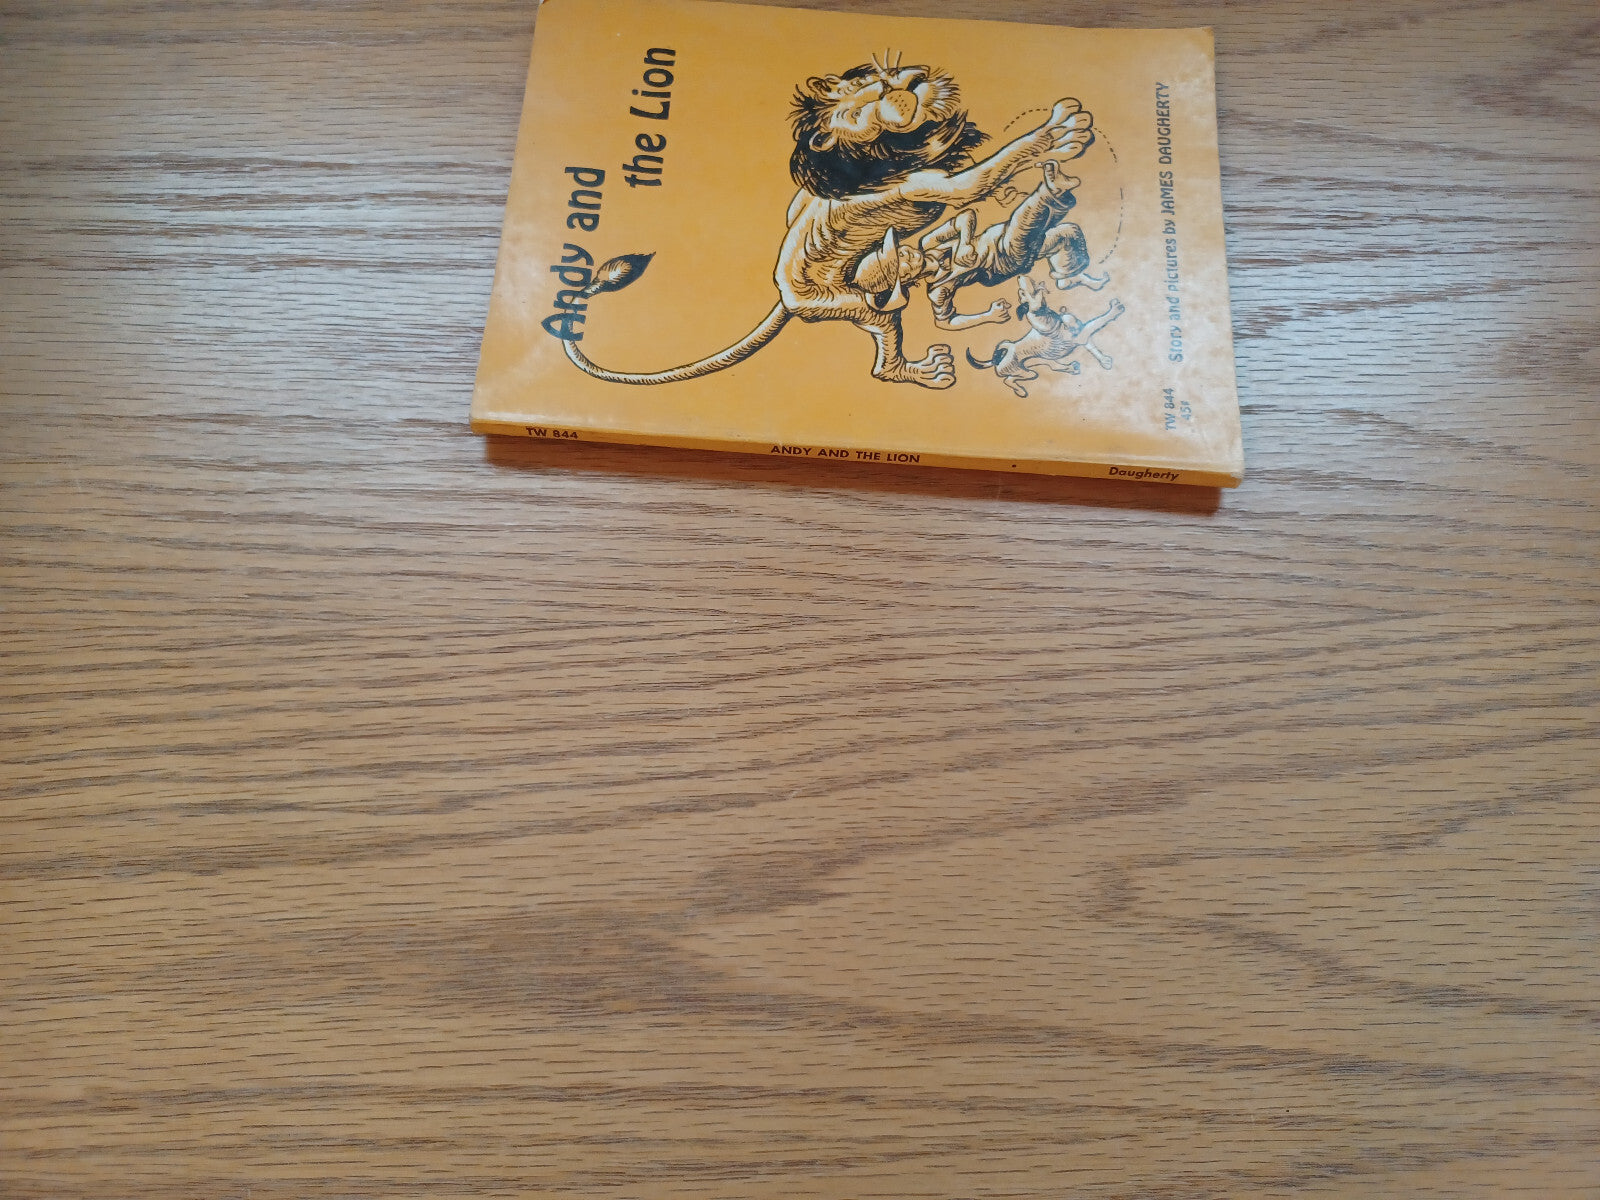 Andy and
the Lion
Story and pictures by JAMES DAUGHERTY
TW 844
45¢
TW 844
ANDY AND THE LION
Daugherty